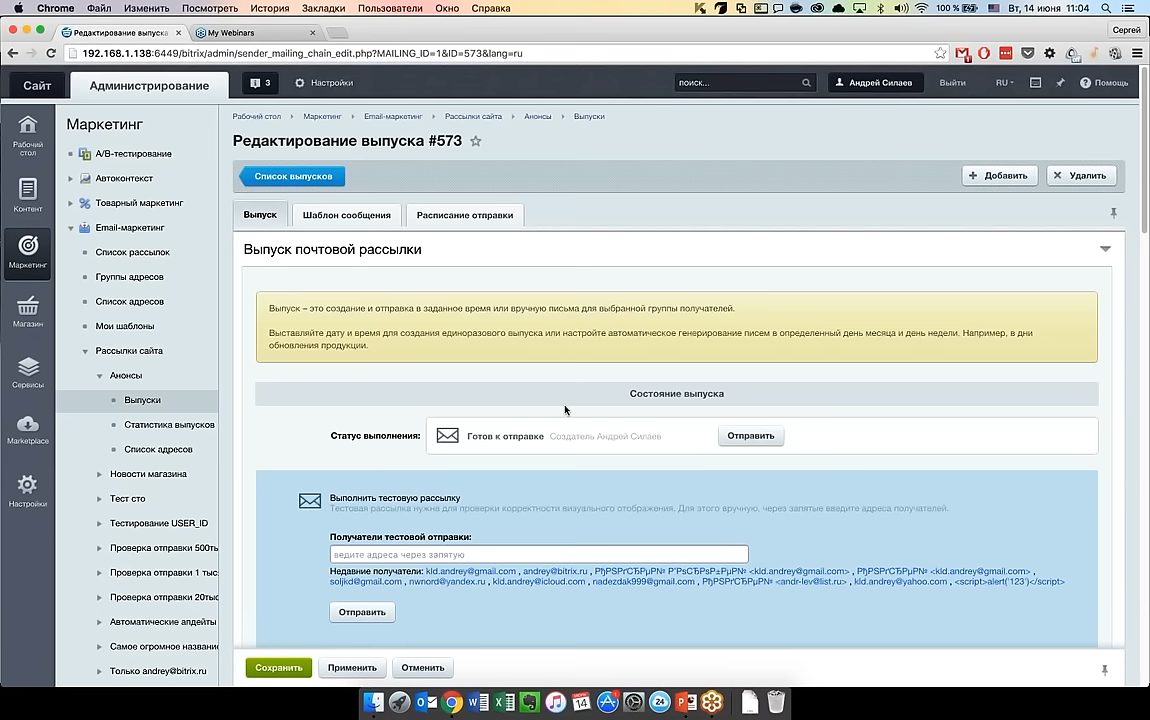 Chrome Файл Изменить Посмотреть История Закладки Пользователи Окно Справка 100 % Вт, 14 июня 11:04
Редактирование выпуска
My Webinars
Сергей
192.168.1.138:6449/bitrix/admin/sender_mailing_chain_edit.php?MAILING_ID=1&ID=573&lang=ru
Сайт
Администрирование
3
Настройки
поиск...
Андрей Силаев
Выйти
RU
Помощь
Рабочий стол
Контент
Маркетинг
Магазин
Сервисы
Marketplace
Настройки
Маркетинг
А/В-тестирование
Автоконтекст
Товарный маркетинг
Email-маркетинг
Список рассылок
Группы адресов
Список адресов
Мои шаблоны
Рассылки сайта
Анонсы
Выпуски
Статистика выпусков
Список адресов
Новости магазина
Тест сто
Тестирование USER_ID
Проверка отправки 500ть
Проверка отправки 1 тыс
Проверка отправки 20тыс
Автоматические апдейты
Самое огромное название
Только andrey@bitrix.ru
Рабочий стол Маркетинг Email-маркетинг Рассылки сайта Анонсы Выпуски
Редактирование выпуска #573
Список выпусков
Добавить
Удалить
Выпуск
Шаблон сообщения
Расписание отправки
Выпуск почтовой рассылки
Выпуск – это создание и отправка в заданное время или вручную письма для выбранной группы получателей.
Выставляйте дату и время для создания единоразового выпуска или настройте автоматическое генерирование писем в определенный день месяца и день недели. Например, в дни
обновления продукции.
Состояние выпуска
Статус выполнения:
Готов к отправке Создатель Андрей Силаев
Отправить
Выполнить тестовую рассылку
Тестовая рассылка нужна для проверки корректности визуального отображения. Для этого вручную, через запятые введите адреса получателей.
Получатели тестовой отправки:
ведите адреса через запятую
Недавние получатели: kld.andrey@gmail.com , andrey@bitrix.ru , <kld.andrey@gmail.com> , <kld.andrey@gmail.com> ,
soljkd@gmail.com , nwnord@yandex.ru , kld.andrey@icloud.com , nadezdak999@gmail.com , <andr-lev@list.ru> , kld.andrey@yahoo.com , <script>alert('123')</script>
Отправить
Сохранить
Применить
Отменить